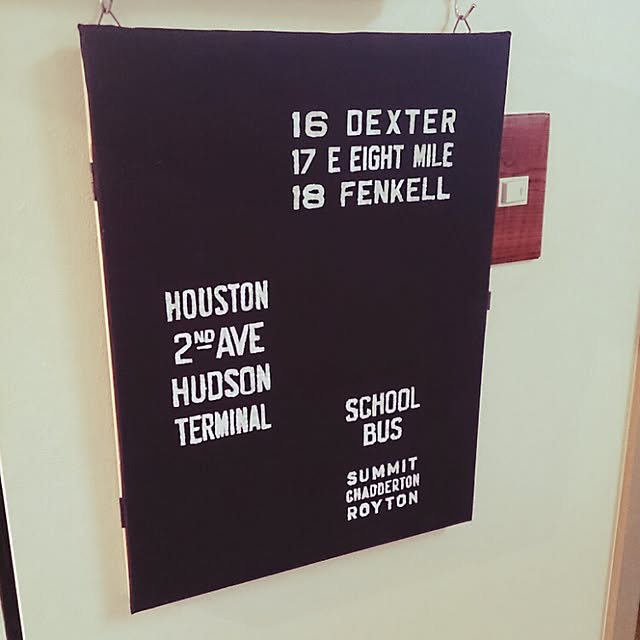 16 DEXTER
17 E EIGHT MILE
18 FENKELL
HOUSTON
2ND AVE
HUDSON
TERMINAL
SCHOOL
BUS
SUMMIT
CHADDERTON
ROYTON